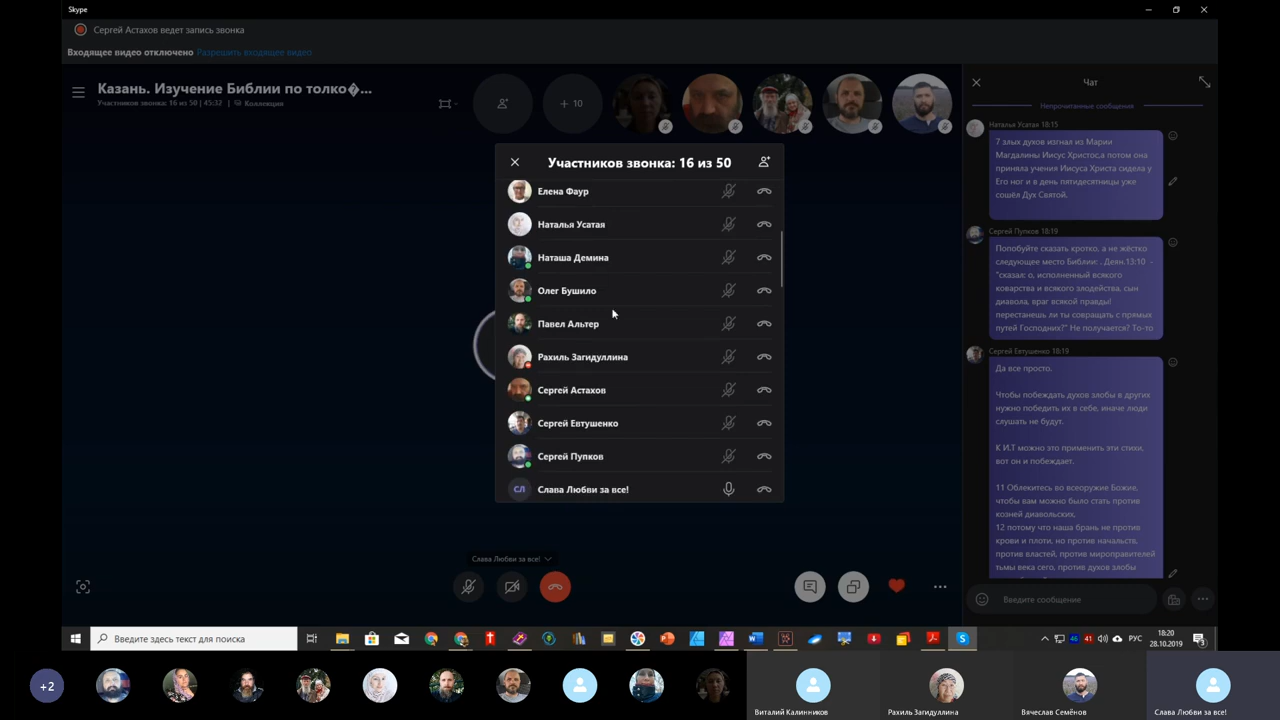 Skype
Сергей Астахов ведет запись звонка
Входящее видео отключено Разрешить входящее видео
Казань. Изучение Библии по толко�...
Участников звонка: 16 из 50 | 45:32 | Коллекция
+ 10
Чат
Непрочитанные сообщения
Участников звонка: 16 из 50
Елена Фаур
Наталья Усатая
Наташа Демина
Олег Бушило
Павел Альтер
Рахиль Загидуллина
Сергей Астахов
Сергей Евтушенко
Сергей Пупков
СЛ Слава Любви за все!
Наталья Усатая 18:15
7 злых духов изгнал из Марии
Магдалины Иисус Христос,а потом она
приняла учения Иисуса Христа сидела у
Его ног и в день пятидесятницы уже
сошёл Дух Святой.
Сергей Пупков 18:19
Попобуйте сказать кротко, а не жёстко
следующее место Библии: . Деян.13:10 -
"сказал: о, исполненный всякого
коварства и всякого злодейства, сын
диавола, враг всякой правды!
перестанешь ли ты совращать с прямых
путей Господних?" Не получается? То-то
Сергей Евтушенко 18:19
Да все просто,
Чтобы побеждать духов злобы в других
нужно победить их в себе, иначе люди
слушать не будут.
К И.Т можно это применить эти стихи,
вот он и побеждает.
11 Облекитесь во всеоружие Божие,
чтобы вам можно было стать против
козней диавольских,
12 потому что наша брань не против
крови и плоти, но против начальств,
против властей, против мироправителей
тьмы века сего, против духов злобы
Слава Любви за все!
Введите сообщение
Введите здесь текст для поиска
46 41 РУС
18:20
28.10.2019
3
+2
Виталий Калинников
Рахиль Загидуллина
Вячеслав Семёнов
Слава Любви за все!